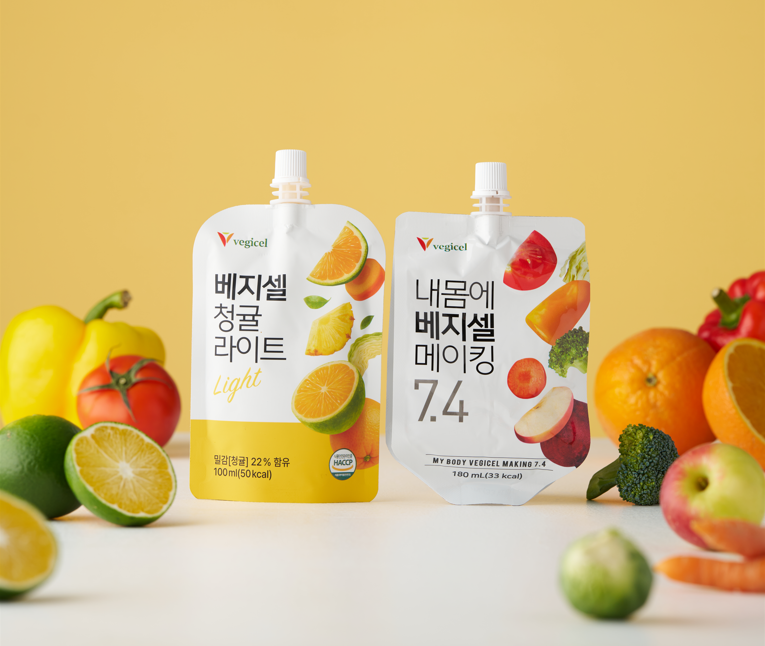 vegicel
베지셀
청귤
라이트
Light
밀감[청귤] 22% 함유
100ml(50kcal)
HACCP
vegicel
내몸에
베지셀
메이킹
7.4
MY BODY VEGICEL MAKING 7.4
180 mL(33 kcal)